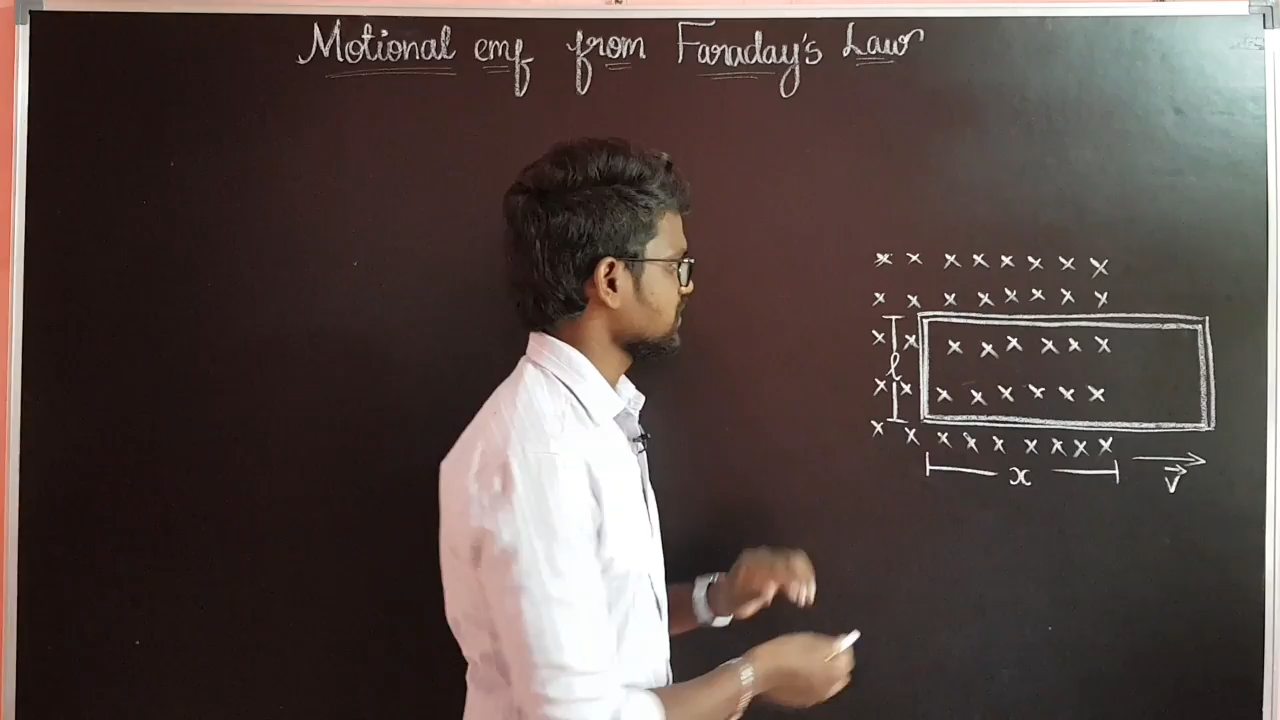 Motional emf from Faraday's Law
× × × × × × × ×
× × × × × × × ×
× × × × × × × ×
l
× × × × × × × ×
× × × × × × × × ×
x
v⃗